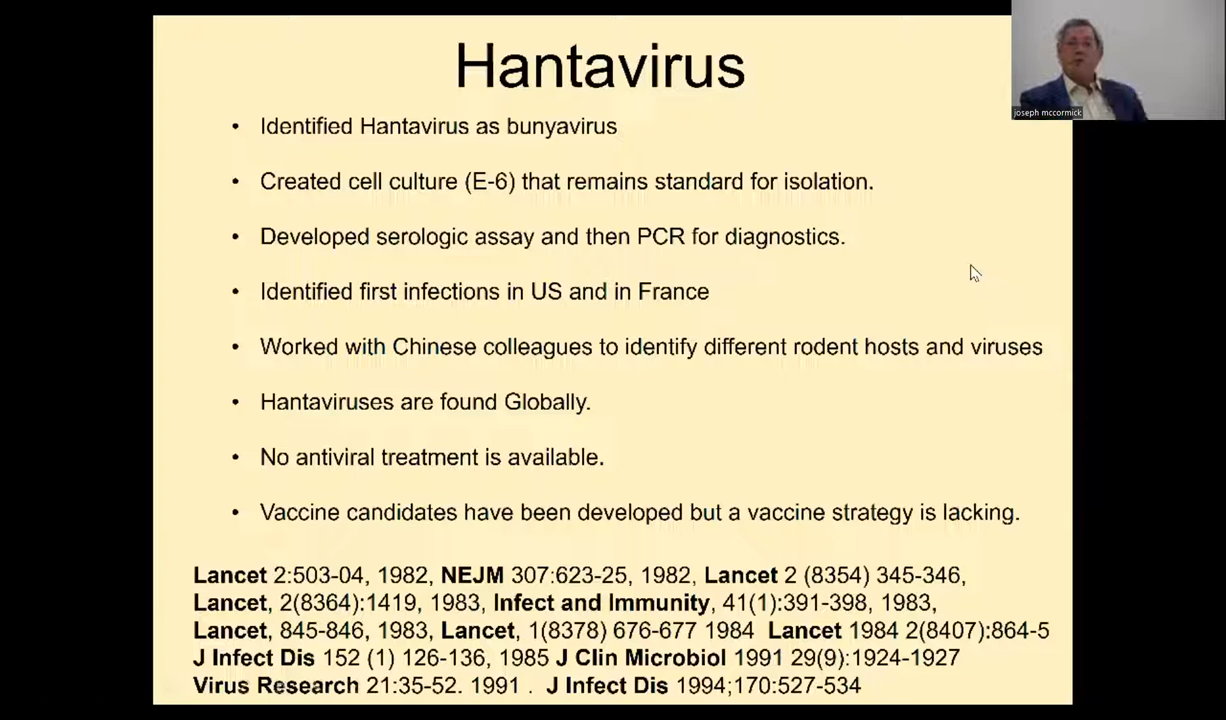 Hantavirus
joseph mccormick
• Identified Hantavirus as bunyavirus
• Created cell culture (E-6) that remains standard for isolation.
• Developed serologic assay and then PCR for diagnostics.
• Identified first infections in US and in France
• Worked with Chinese colleagues to identify different rodent hosts and viruses
• Hantaviruses are found Globally.
• No antiviral treatment is available.
• Vaccine candidates have been developed but a vaccine strategy is lacking.
Lancet 2:503-04, 1982, NEJM 307:623-25, 1982, Lancet 2 (8354) 345-346,
Lancet, 2(8364):1419, 1983, Infect and Immunity, 41(1):391-398, 1983,
Lancet, 845-846, 1983, Lancet, 1(8378) 676-677 1984 Lancet 1984 2(8407):864-5
J Infect Dis 152 (1) 126-136, 1985 J Clin Microbiol 1991 29(9):1924-1927
Virus Research 21:35-52. 1991 . J Infect Dis 1994;170:527-534